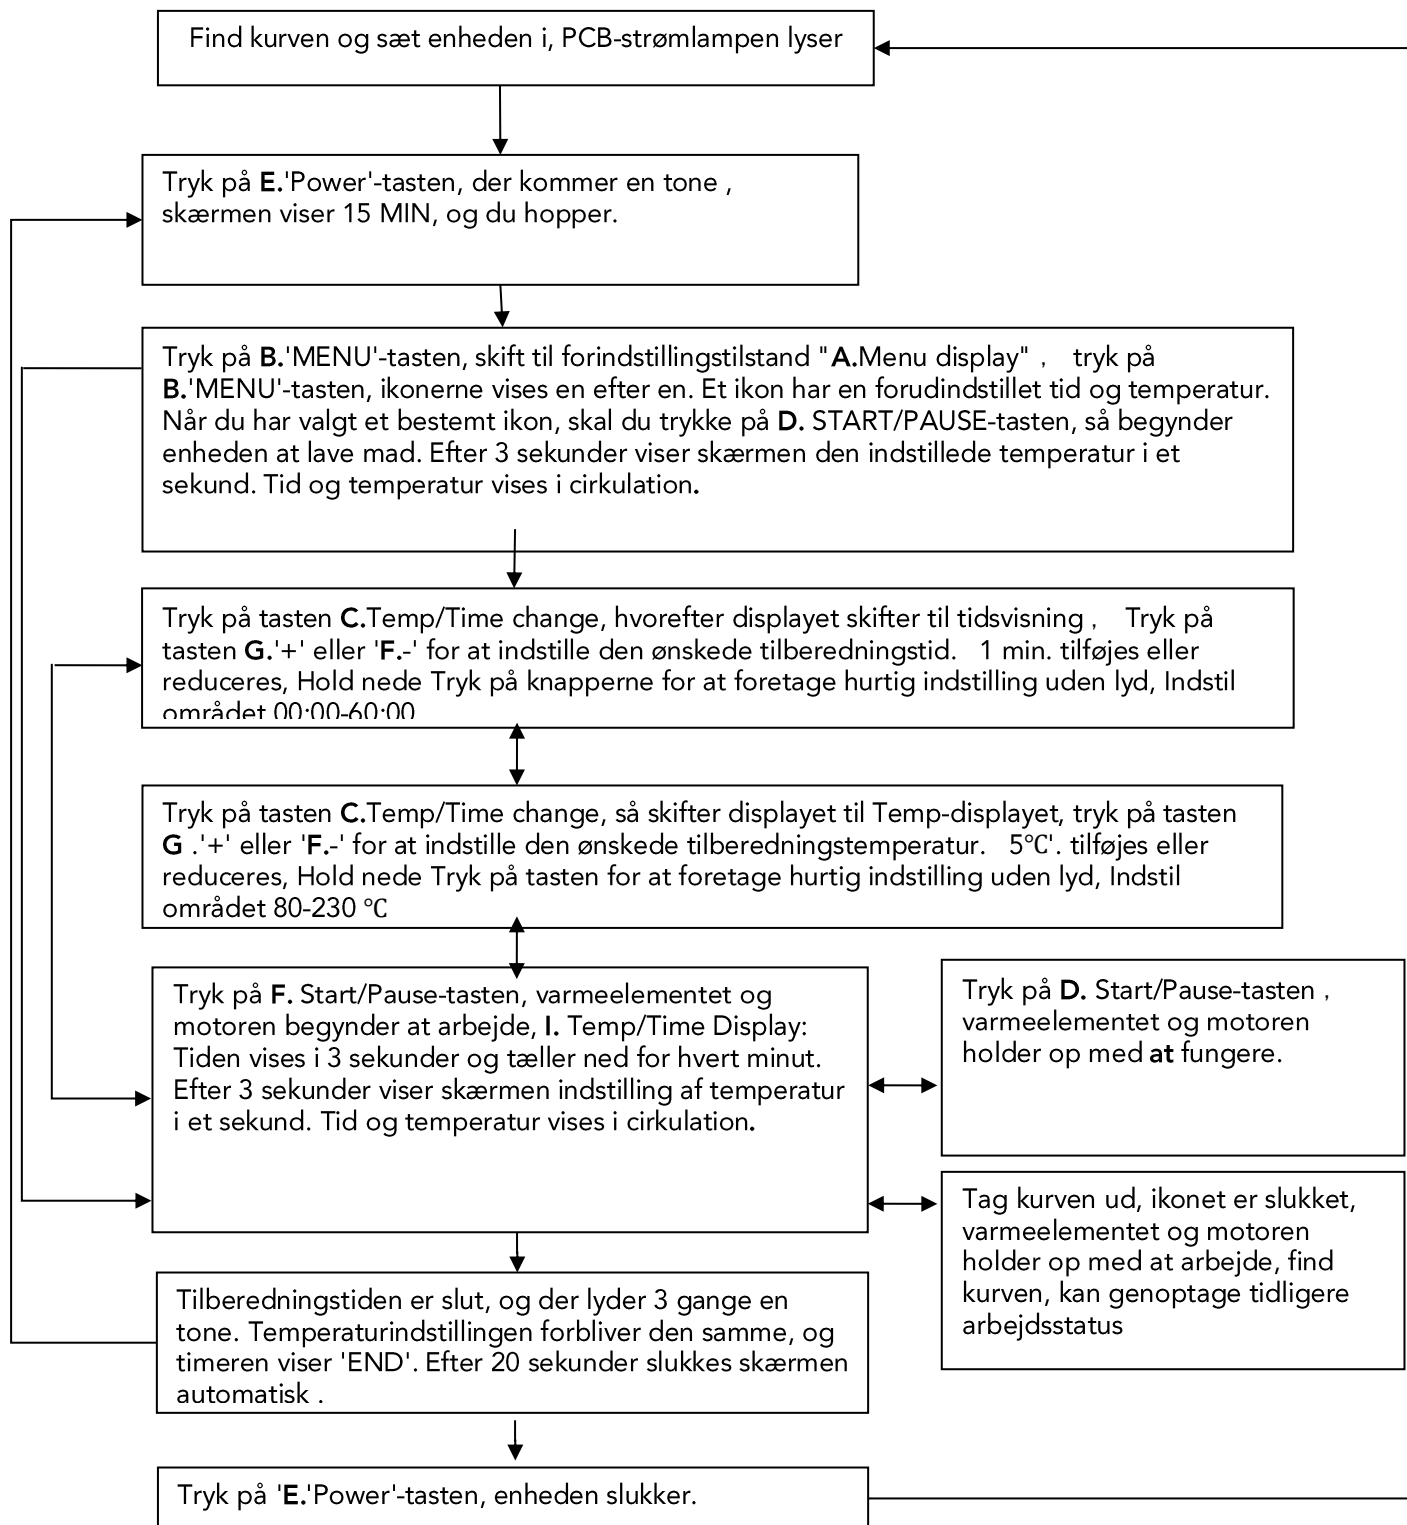 Find kurven og sæt enheden i, PCB-strømlampen lyser
Tryk på E.'Power'-tasten, der kommer en tone ,
skærmen viser 15 MIN, og du hopper.
Tryk på B.'MENU'-tasten, skift til forindstillingstilstand "A.Menu display" ,   tryk på
B.'MENU'-tasten, ikonerne vises en efter en. Et ikon har en forudindstillet tid og temperatur.
Når du har valgt et bestemt ikon, skal du trykke på D. START/PAUSE-tasten, så begynder
enheden at lave mad. Efter 3 sekunder viser skærmen den indstillede temperatur i et
sekund. Tid og temperatur vises i cirkulation.
Tryk på tasten C.Temp/Time change, hvorefter displayet skifter til tidsvisning ,   Tryk på
tasten G.'+' eller 'F.-' for at indstille den ønskede tilberedningstid.   1 min. tilføjes eller
reduceres, Hold nede Tryk på knapperne for at foretage hurtig indstilling uden lyd, Indstil
området 00:00-60:00
Tryk på tasten C.Temp/Time change, så skifter displayet til Temp-displayet, tryk på tasten
G .'+' eller 'F.-' for at indstille den ønskede tilberedningstemperatur.   5℃'. tilføjes eller
reduceres, Hold nede Tryk på tasten for at foretage hurtig indstilling uden lyd, Indstil
området 80-230 ℃
Tryk på F. Start/Pause-tasten, varmeelementet og
motoren begynder at arbejde, I. Temp/Time Display:
Tiden vises i 3 sekunder og tæller ned for hvert minut.
Efter 3 sekunder viser skærmen indstilling af temperatur
i et sekund. Tid og temperatur vises i cirkulation.
Tryk på D. Start/Pause-tasten ,
varmeelementet og motoren
holder op med at fungere.
Tag kurven ud, ikonet er slukket,
varmeelementet og motoren
holder op med at arbejde, find
kurven, kan genoptage tidligere
arbejdsstatus
Tilberedningstiden er slut, og der lyder 3 gange en
tone. Temperaturindstillingen forbliver den samme, og
timeren viser 'END'. Efter 20 sekunder slukkes skærmen
automatisk .
Tryk på 'E.'Power'-tasten, enheden slukker.